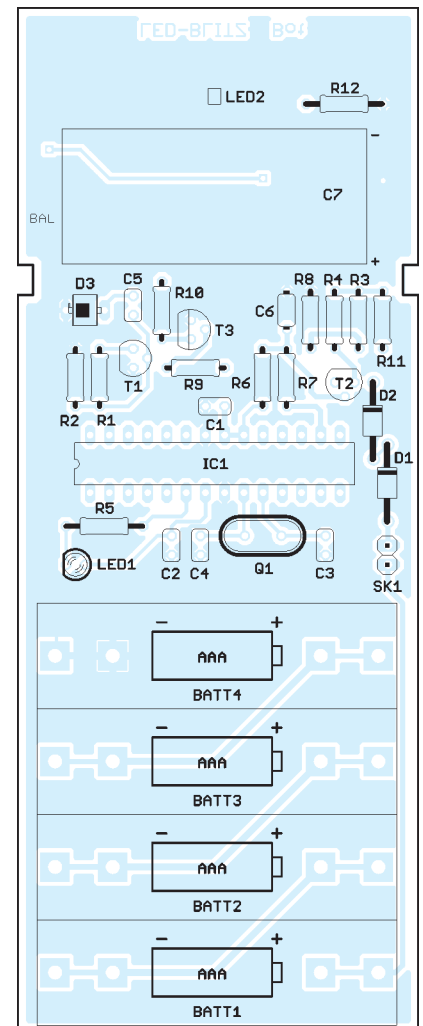 LED-BLITZ Bot
LED2
R12
-
C7
BAL
+
D3
C5
R10
R8
R4
R3
C6
T3
R11
T1
R9
R6
R7
T2
D2
R2
R1
C1
IC1
D1
R5
LED1
C2
C4
Q1
C3
SK1
- +
AAA
BATT4
- +
AAA
BATT3
- +
AAA
BATT2
- +
AAA
BATT1